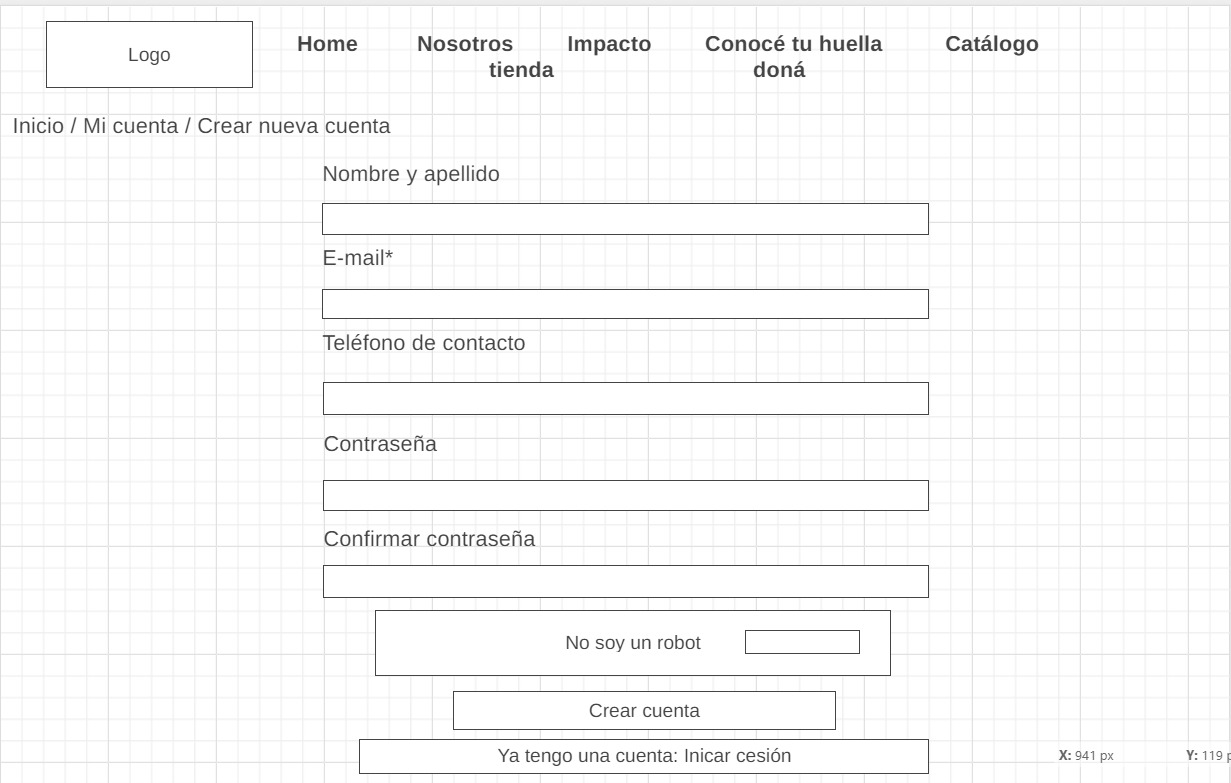 Logo
Home Nosotros Impacto Conocé tu huella Catálogo
tienda doná
Inicio / Mi cuenta / Crear nueva cuenta
Nombre y apellido
E-mail*
Teléfono de contacto
Contraseña
Confirmar contraseña
No soy un robot
Crear cuenta
Ya tengo una cuenta: Inicar cesión
X: 941 px Y: 119 p